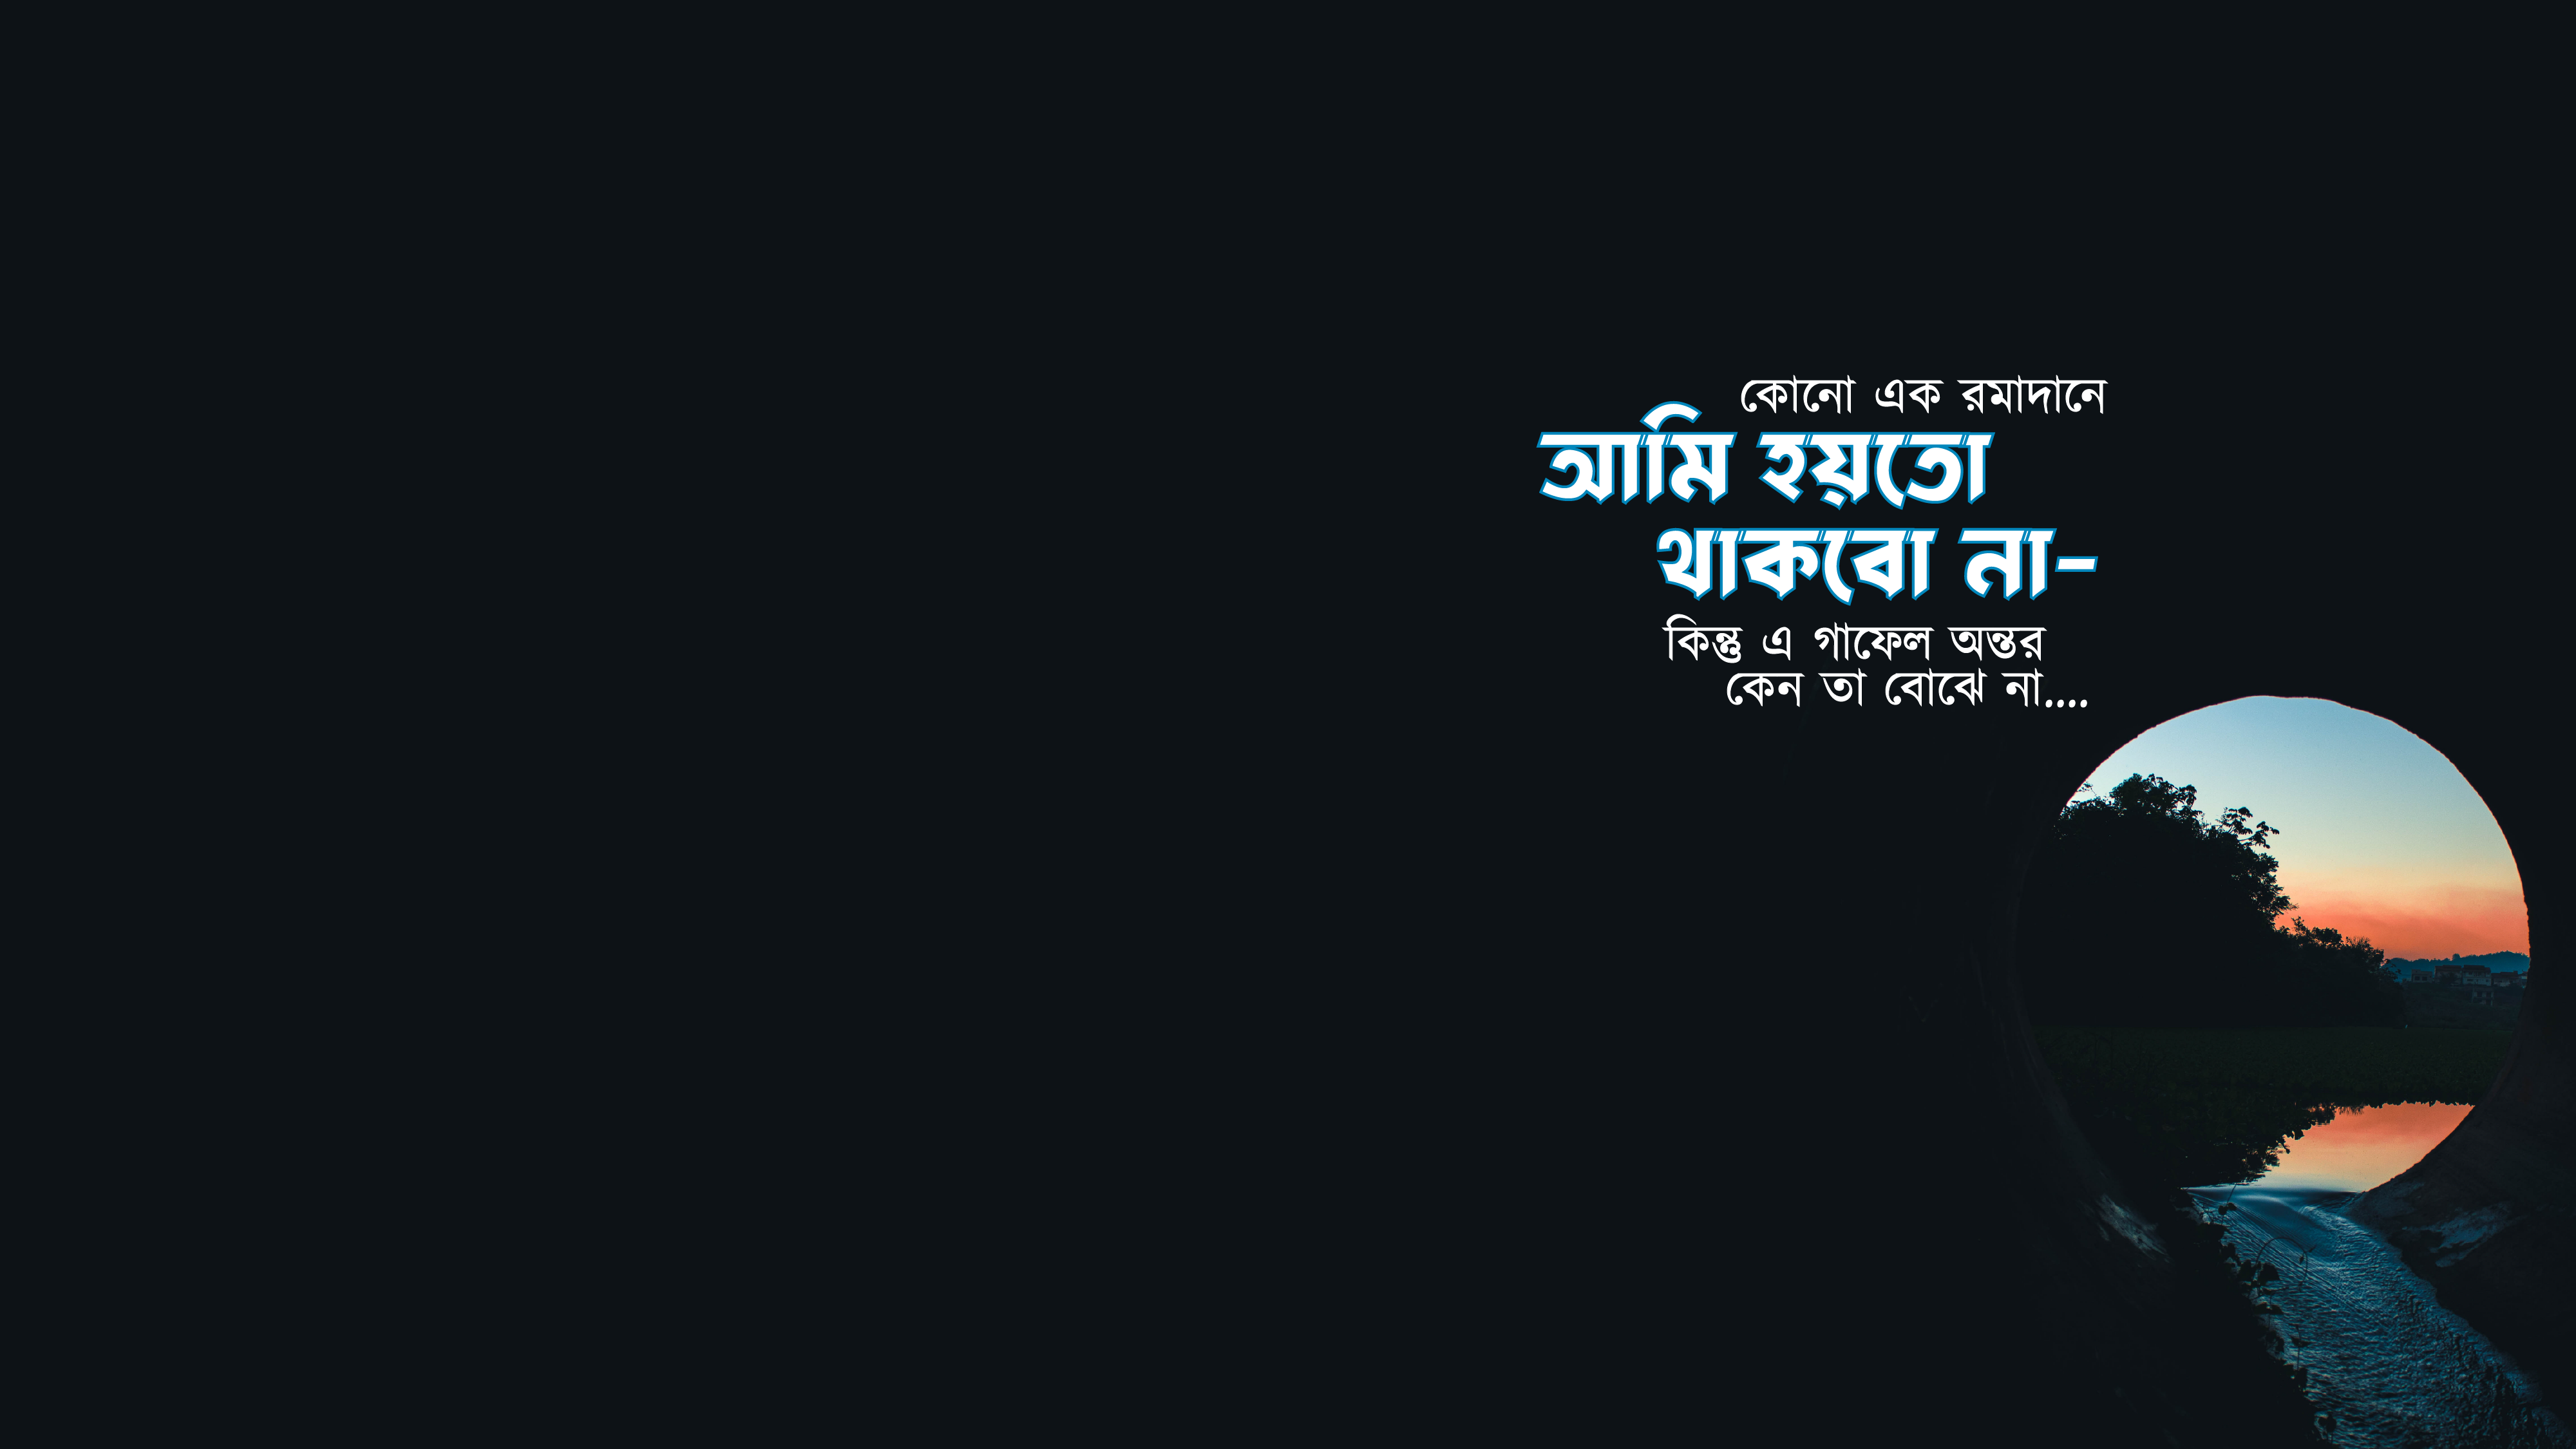 কোনো এক রমাদানে
আমি হয়তো
থাকবো না-
কিন্তু এ গাফেল অন্তর
কেন তা বোঝে না....